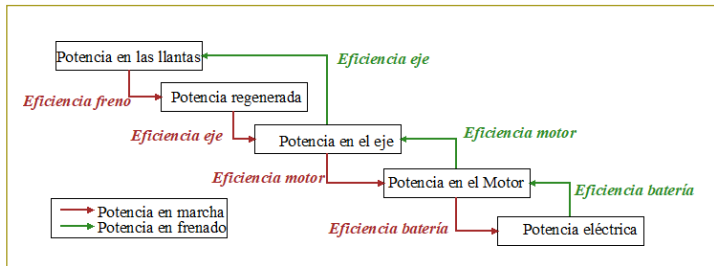 Potencia en las llantas
Eficiencia eje
Eficiencia freno
Potencia regenerada
Eficiencia eje
Potencia en el eje
Eficiencia motor
Eficiencia motor
Potencia en el Motor
Eficiencia batería
Potencia en marcha
Potencia en frenado
Eficiencia batería
Potencia eléctrica